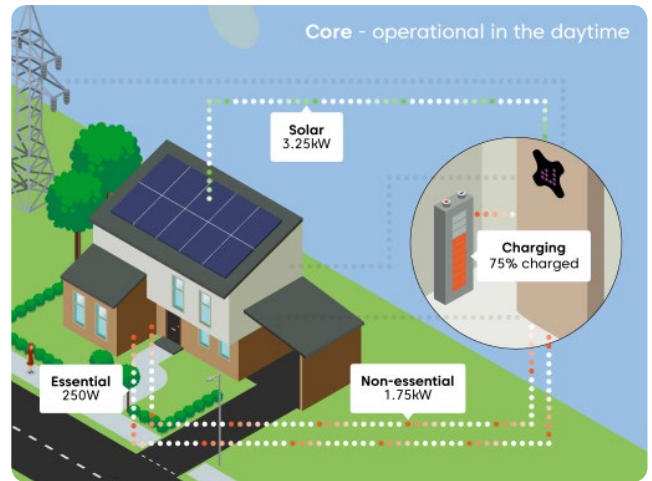 Core - operational in the daytime
Solar
3.25kW
Charging
75% charged
Essential
250W
Non-essential
1.75kW